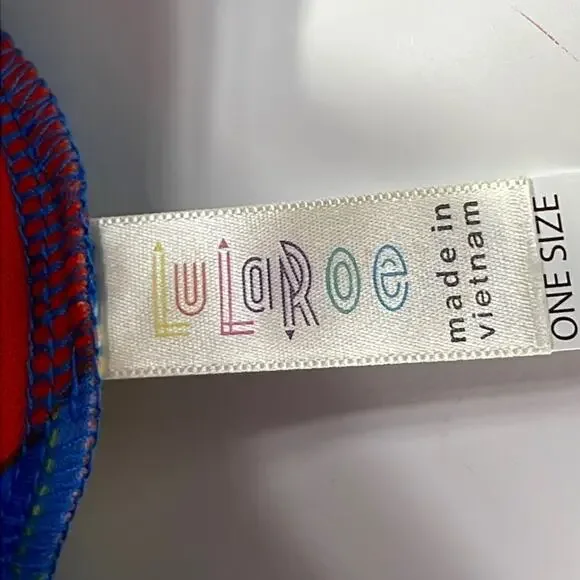 LuLaRoe
made in
vietnam
ONE SIZE